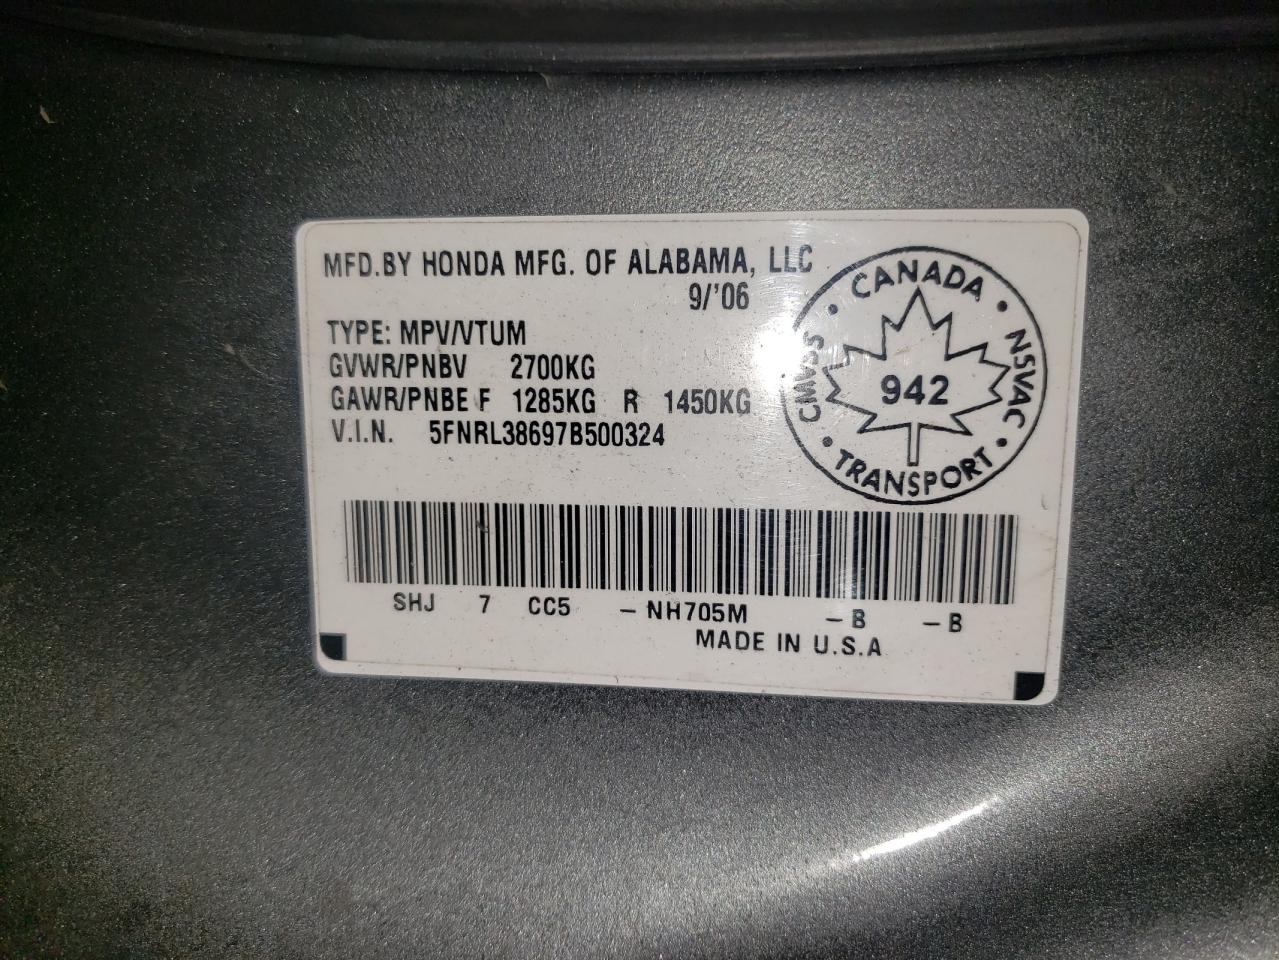 MFD.BY HONDA MFG. OF ALABAMA, LLC
9/'06
TYPE: MPV/VTUM
GVWR/PNBV 2700KG
GAWR/PNBE F 1285KG R 1450KG
V.I.N. 5FNRL38697B500324
CANADA
NSVAC
TRANSPORT
CMVSS
942
SHJ 7 CC5 - NH705M - B - B
MADE IN U.S.A